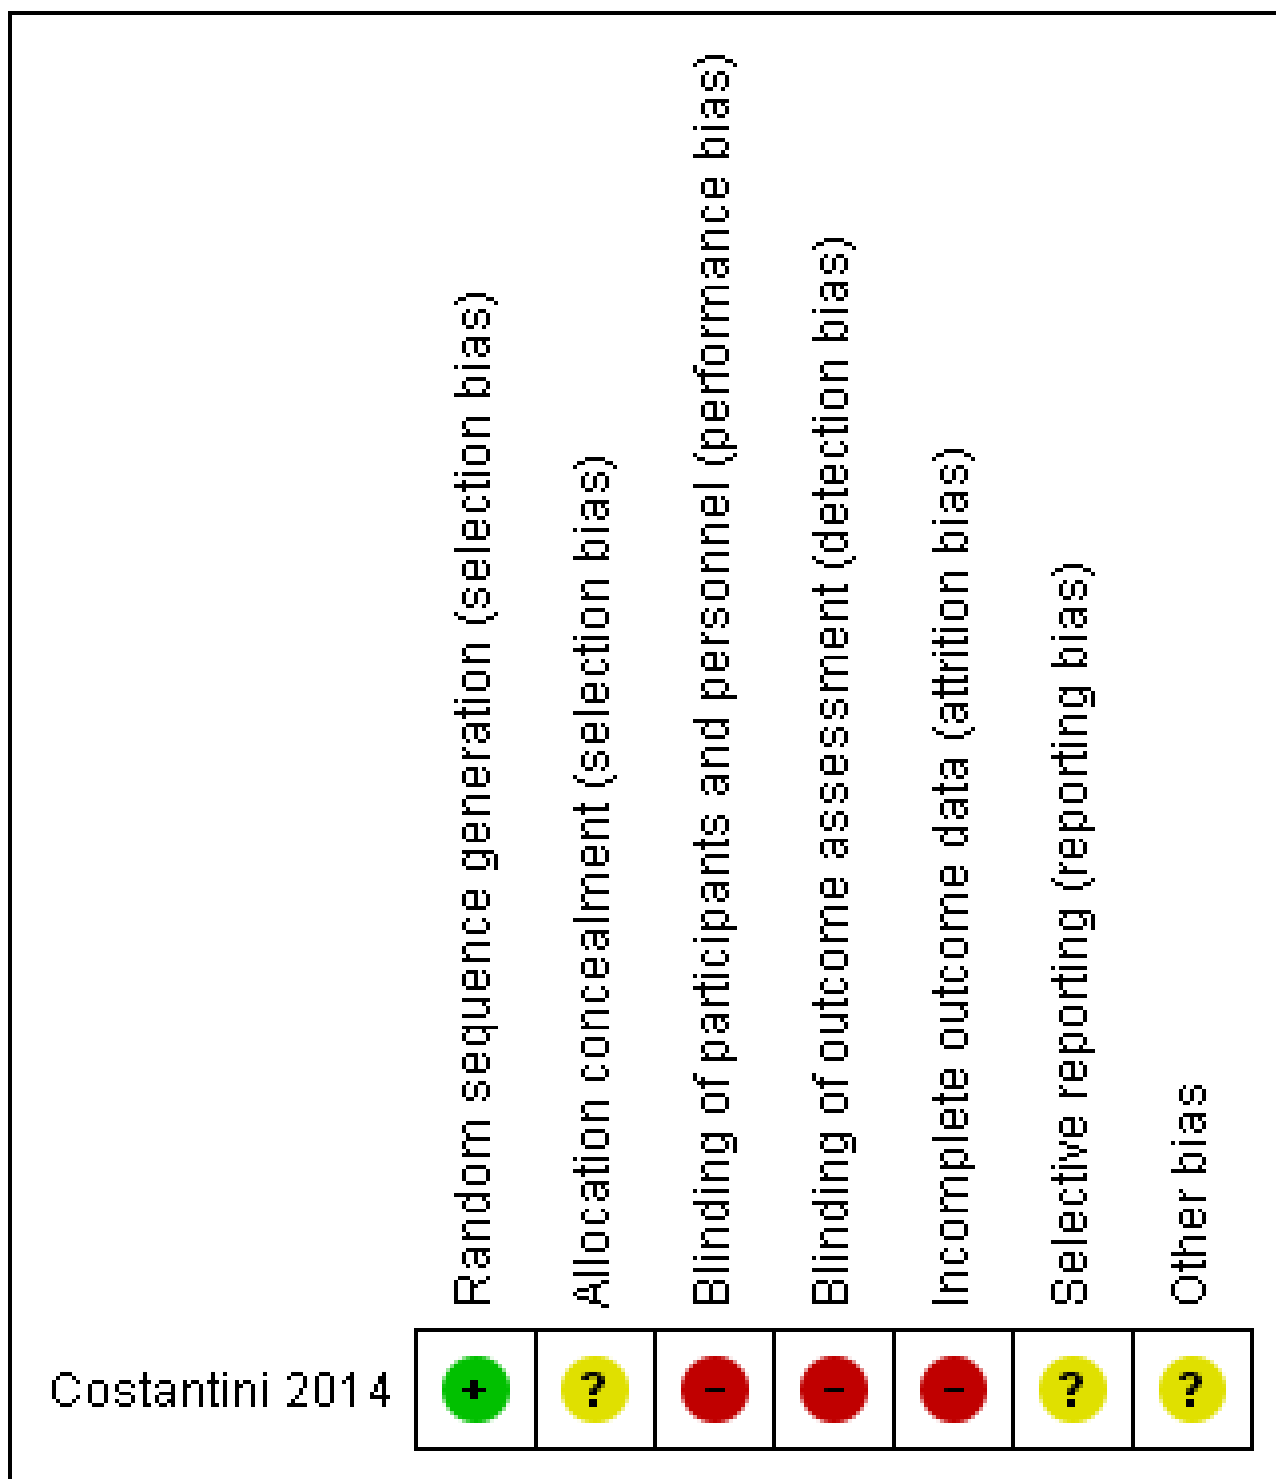 Random sequence generation (selection bias)
Allocation concealment (selection bias)
Blinding of participants and personnel (performance bias)
Blinding of outcome assessment (detection bias)
Incomplete outcome data (attrition bias)
Selective reporting (reporting bias)
Other bias
Costantini 2014 + ? - - - ? ?